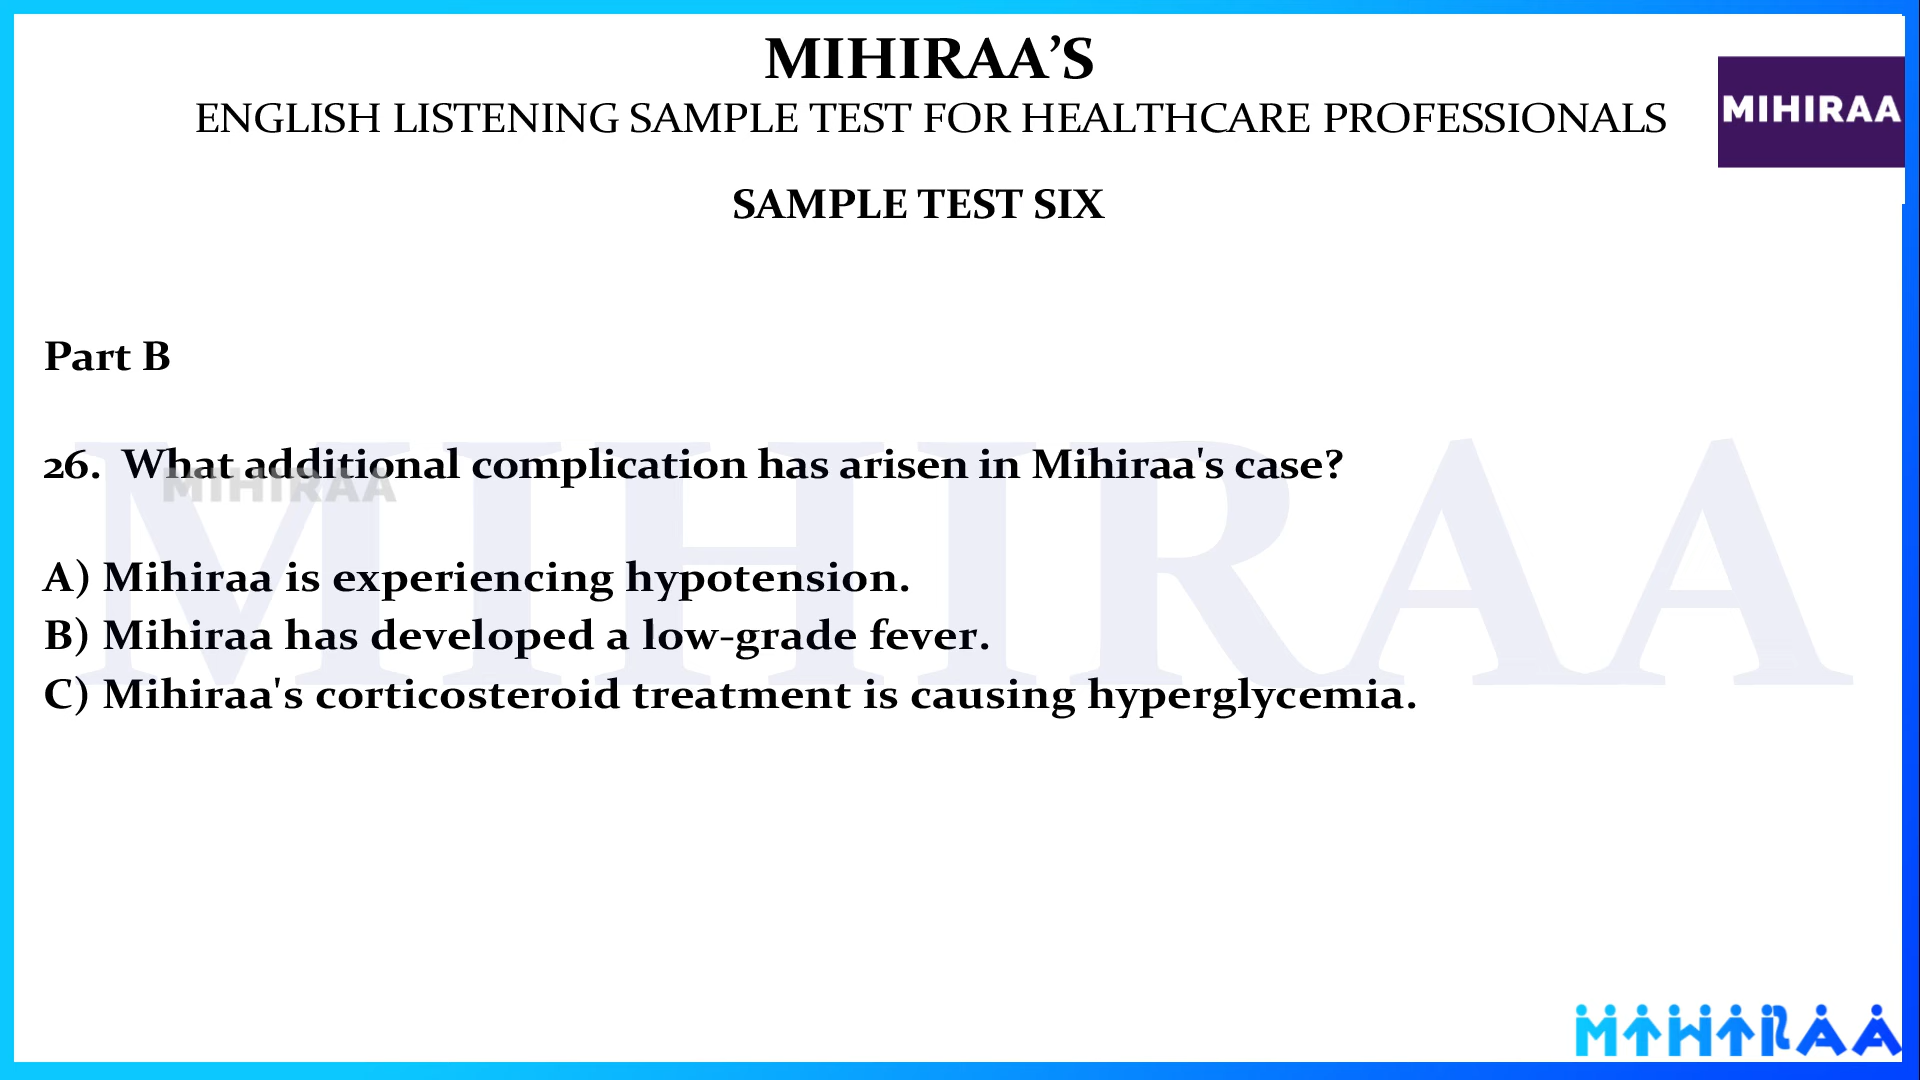 MIHIRAA’S
ENGLISH LISTENING SAMPLE TEST FOR HEALTHCARE PROFESSIONALS
MIHIRAA
SAMPLE TEST SIX
Part B
26. What additional complication has arisen in Mihiraa's case?
MIHIRAA
MIHIRAA
A) Mihiraa is experiencing hypotension.
B) Mihiraa has developed a low-grade fever.
C) Mihiraa's corticosteroid treatment is causing hyperglycemia.
MIHIRAA